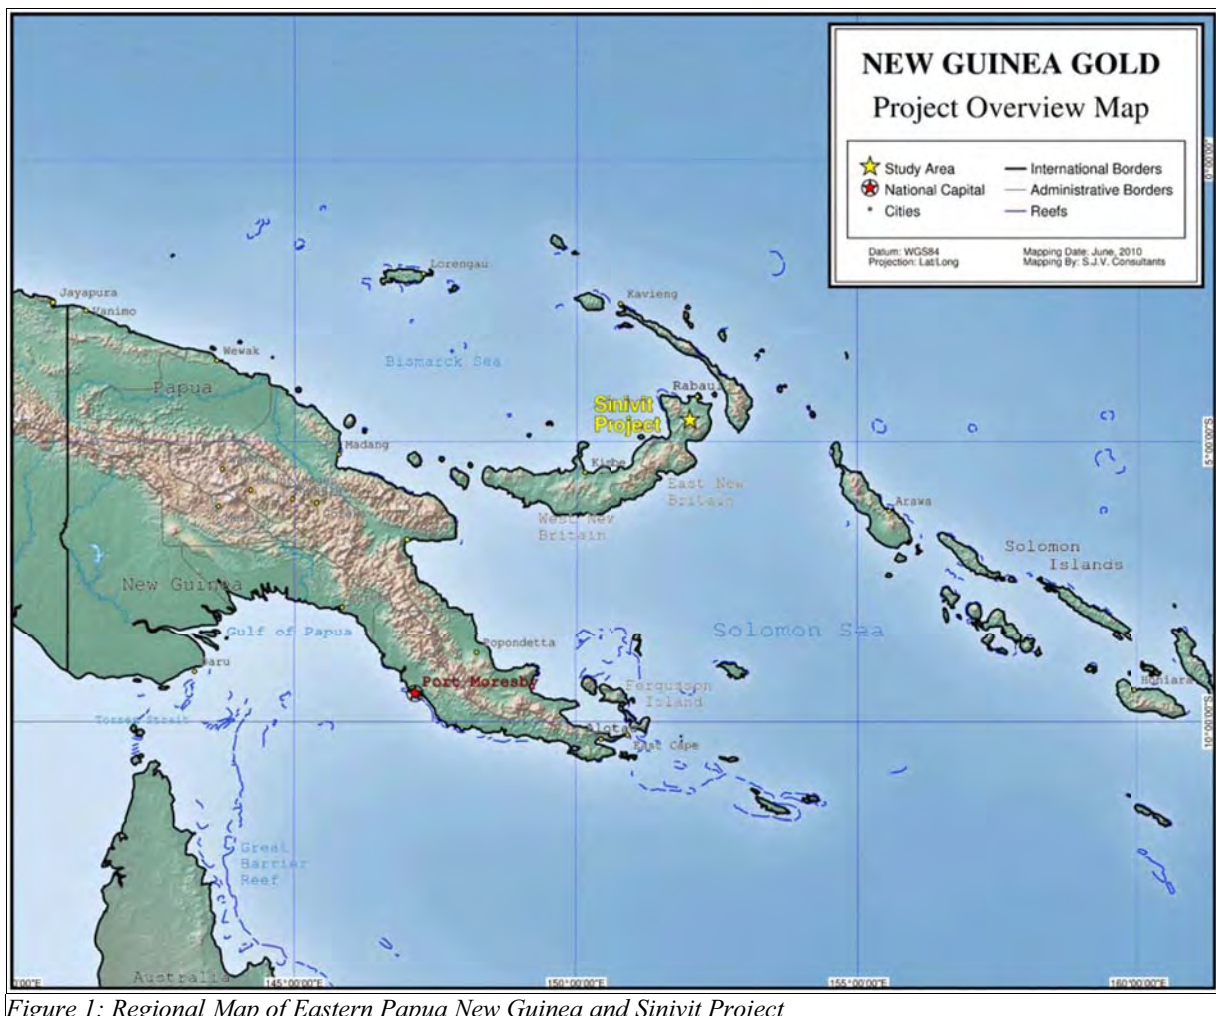 NEW GUINEA GOLD
Project Overview Map
Study Area
International Borders
National Capital
Administrative Borders
Cities
Reefs
Datum: WGS84
Projection: Lat/Long
Mapping Date: June, 2010
Mapping By: S.J.V. Consultants
0°00'00"
Lorengau
Jayapura
Vanimo
Kavieng
Wewak
Bismarck Sea
Papua
Rabaul
Sinivit
Project
5°00'00"S
Madang
Kimbe
East New
Britain
Arawa
West New
Britain
Solomon
Islands
New Guinea
Gulf of Papua
Solomon Sea
Popondetta
Daru
Port Moresby
Fergusson
Island
Honiara
Torres Strait
Alotau
East Cape
10°00'00"S
Great
Barrier
Reef
Australia
145°00'00"E
150°00'00"E
155°00'00"E
160°00'00"E
Figure 1: Regional Map of Eastern Papua New Guinea and Sinivit Project